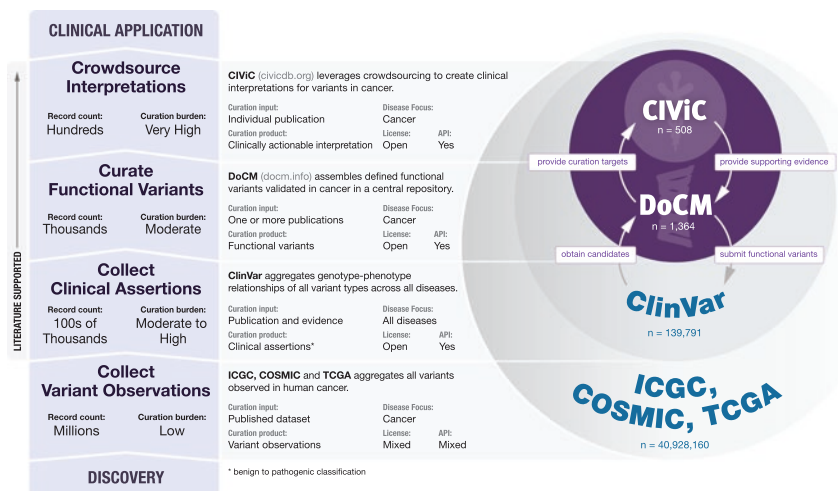 CLINICAL APPLICATION
LITERATURE SUPPORTED
Crowdsource
Interpretations
Record count:
Hundreds
Curation burden:
Very High
CIViC (civicdb.org) leverages crowdsourcing to create clinical
interpretations for variants in cancer.
Curation input:
Individual publication
Disease Focus:
Cancer
Curation product:
Clinically actionable interpretation
License:
Open
API:
Yes
Curate
Functional Variants
Record count:
Thousands
Curation burden:
Moderate
DoCM (docm.info) assembles defined functional
variants validated in cancer in a central repository.
Curation input:
One or more publications
Disease Focus:
Cancer
Curation product:
Functional variants
License:
Open
API:
Yes
Collect
Clinical Assertions
Record count:
100s of
Thousands
Curation burden:
Moderate to
High
ClinVar aggregates genotype-phenotype
relationships of all variant types across all diseases.
Curation input:
Publication and evidence
Disease Focus:
All diseases
Curation product:
Clinical assertions*
License:
Open
API:
Yes
Collect
Variant Observations
Record count:
Millions
Curation burden:
Low
ICGC, COSMIC and TCGA aggregates all variants
observed in human cancer.
Curation input:
Published dataset
Disease Focus:
Cancer
Curation product:
Variant observations
License:
Mixed
API:
Mixed
DISCOVERY
* benign to pathogenic classification
CIViC
n = 508
provide curation targets
provide supporting evidence
DoCM
n = 1,364
obtain candidates
submit functional variants
ClinVar
n = 139,791
ICGC,
COSMIC, TCGA
n = 40,928,160